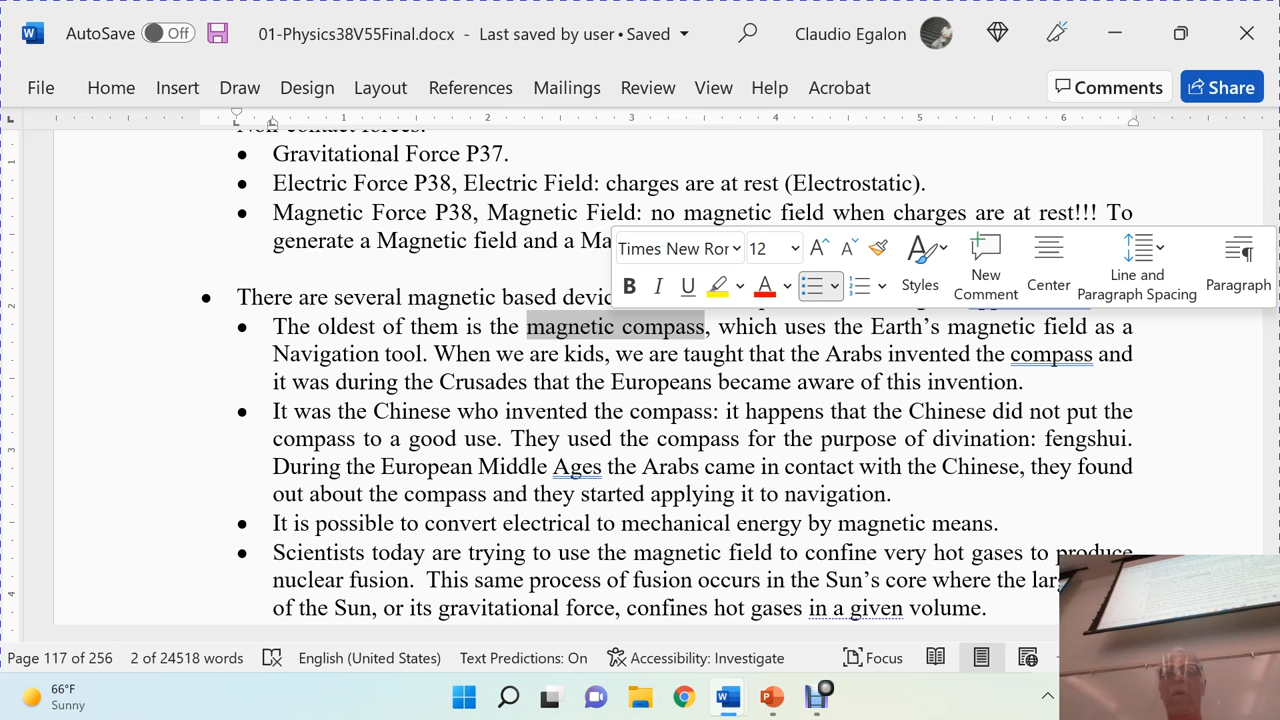 AutoSave Off 01-Physics38V55Final.docx - Last saved by user • Saved Claudio Egalon
File Home Insert Draw Design Layout References Mailings Review View Help Acrobat Comments Share
1 2 3 4 5 6
Non-contact forces:
• Gravitational Force P37.
• Electric Force P38, Electric Field: charges are at rest (Electrostatic).
• Magnetic Force P38, Magnetic Field: no magnetic field when charges are at rest!!! To
generate a Magnetic field and a Ma
Times New Ror 12 Styles New Comment Center Line and Paragraph Spacing Paragraph
B I U A
• There are several magnetic based devic
• The oldest of them is the magnetic compass, which uses the Earth’s magnetic field as a
Navigation tool. When we are kids, we are taught that the Arabs invented the compass and
it was during the Crusades that the Europeans became aware of this invention.
• It was the Chinese who invented the compass: it happens that the Chinese did not put the
compass to a good use. They used the compass for the purpose of divination: fengshui.
During the European Middle Ages the Arabs came in contact with the Chinese, they found
out about the compass and they started applying it to navigation.
• It is possible to convert electrical to mechanical energy by magnetic means.
• Scientists today are trying to use the magnetic field to confine very hot gases to produce
nuclear fusion. This same process of fusion occurs in the Sun’s core where the lar
of the Sun, or its gravitational force, confines hot gases in a given volume.
Page 117 of 256 2 of 24518 words English (United States) Text Predictions: On Accessibility: Investigate Focus
66°F
Sunny